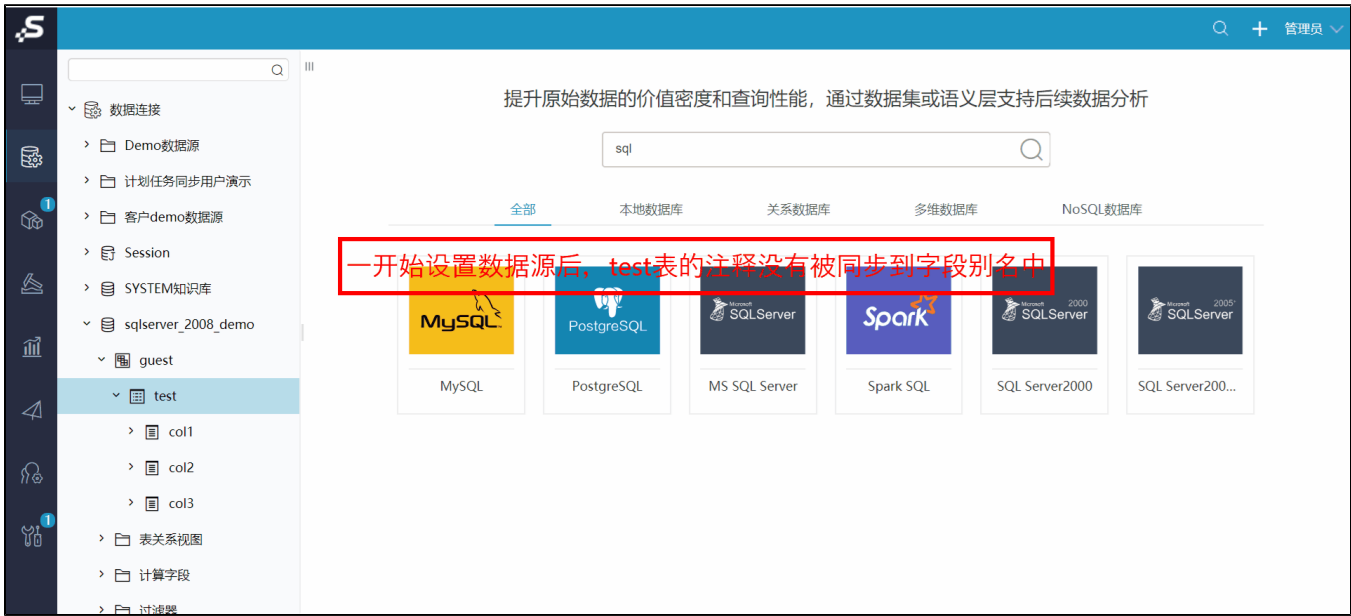 管理员
数据连接
Demo数据源
计划任务同步用户演示
客户demo数据源
Session
SYSTEM知识库
sqlserver_2008_demo
guest
test
col1
col2
col3
表关系视图
计算字段
过滤器
1
1
提升原始数据的价值密度和查询性能，通过数据集或语义层支持后续数据分析
sql
全部 本地数据库 关系数据库 多维数据库 NoSQL数据库
一开始设置数据源后，test表的注释没有被同步到字段别名中
MySQL
PostgreSQL
Microsoft SQLServer
Spark
Microsoft 2000 SQLServer
Microsoft 2005+ SQLServer
MySQL PostgreSQL MS SQL Server Spark SQL SQL Server2000 SQL Server200...